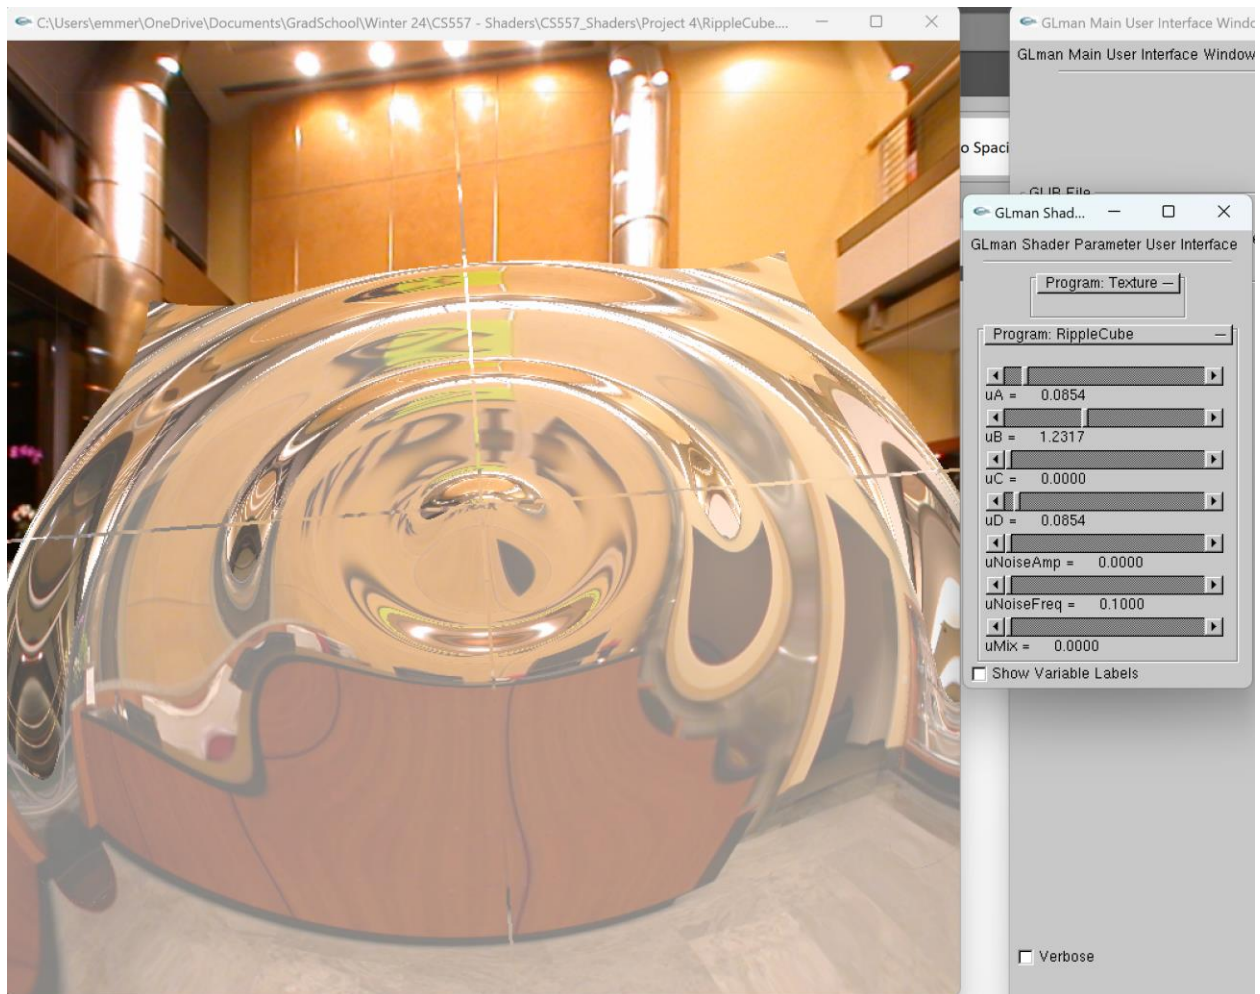 C:\Users\emmer\OneDrive\Documents\GradSchool\Winter 24\CS557 - Shaders\CS557_Shaders\Project 4\RippleCube....
GLman Main User Interface Windo
GLman Main User Interface Window
o Spaci
GLIB File
GLman Shad...
GLman Shader Parameter User Interface
Program: Texture
Program: RippleCube
uA = 0.0854
uB = 1.2317
uC = 0.0000
uD = 0.0854
uNoiseAmp = 0.0000
uNoiseFreq = 0.1000
uMix = 0.0000
Show Variable Labels
Verbose